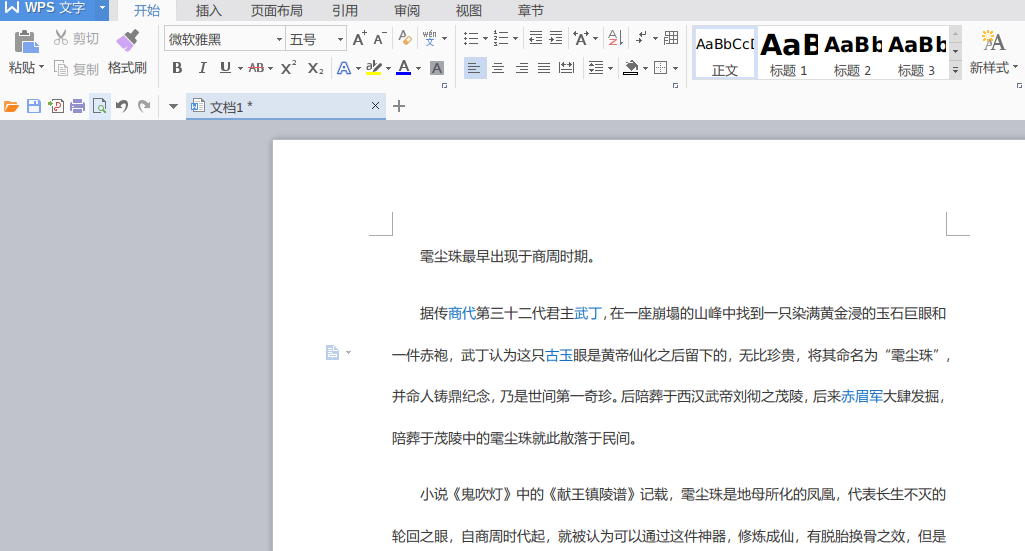 WPS 文字
开始 插入 页面布局 引用 审阅 视图 章节
粘贴 剪切 复制 格式刷
微软雅黑 五号
B I U AB X² X₂ A A A
AaBbCcD AaB AaBb AaBb
正文 标题 1 标题 2 标题 3 新样式
文档1 *
雮尘珠最早出现于商周时期。
据传商代第三十二代君主武丁,在一座崩塌的山峰中找到一只染满黄金浸的玉石巨眼和
一件赤袍，武丁认为这只古玉眼是黄帝仙化之后留下的，无比珍贵，将其命名为“雮尘珠”，
并命人铸鼎纪念，乃是世间第一奇珍。后陪葬于西汉武帝刘彻之茂陵，后来赤眉军大肆发掘，
陪葬于茂陵中的雮尘珠就此散落于民间。
小说《鬼吹灯》中的《献王镇陵谱》记载，雮尘珠是地母所化的凤凰，代表长生不灭的
轮回之眼，自商周时代起，就被认为可以通过这件神器，修炼成仙，有脱胎换骨之效，但是